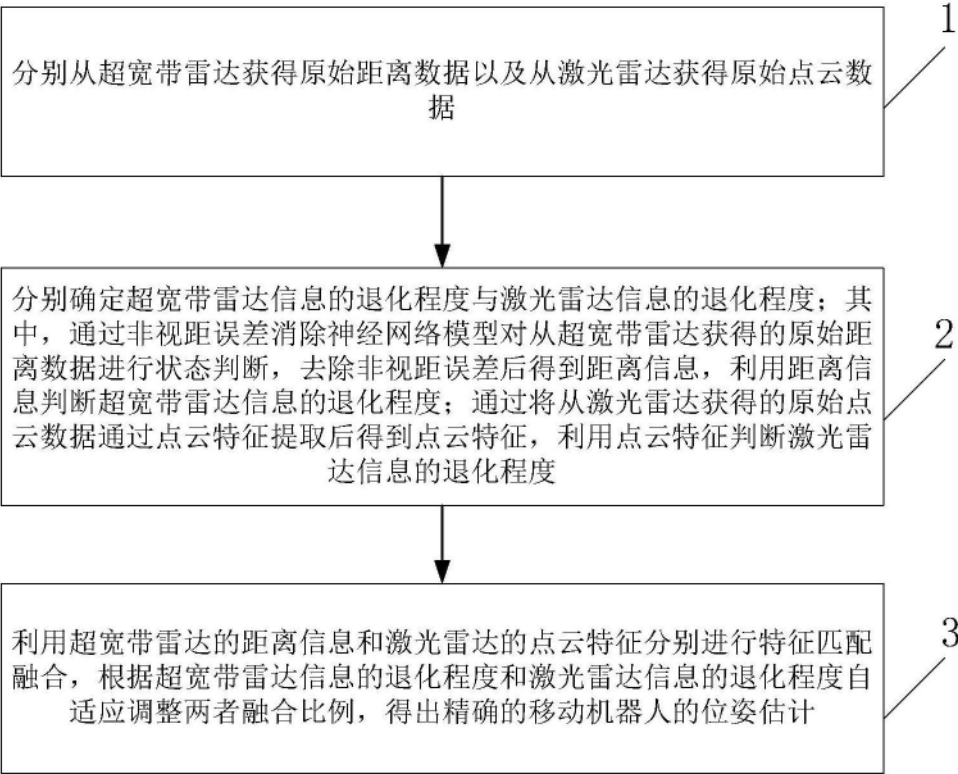 1
分别从超宽带雷达获得原始距离数据以及从激光雷达获得原始点云数
据
2
分别确定超宽带雷达信息的退化程度与激光雷达信息的退化程度；其
中，通过非视距误差消除神经网络模型对从超宽带雷达获得的原始距
离数据进行状态判断，去除非视距误差后得到距离信息，利用距离信
息判断超宽带雷达信息的退化程度；通过将从激光雷达获得的原始点
云数据通过点云特征提取后得到点云特征，利用点云特征判断激光雷
达信息的退化程度
3
利用超宽带雷达的距离信息和激光雷达的点云特征分别进行特征匹配
融合，根据超宽带雷达信息的退化程度和激光雷达信息的退化程度自
适应调整两者融合比例，得出精确的移动机器人的位姿估计